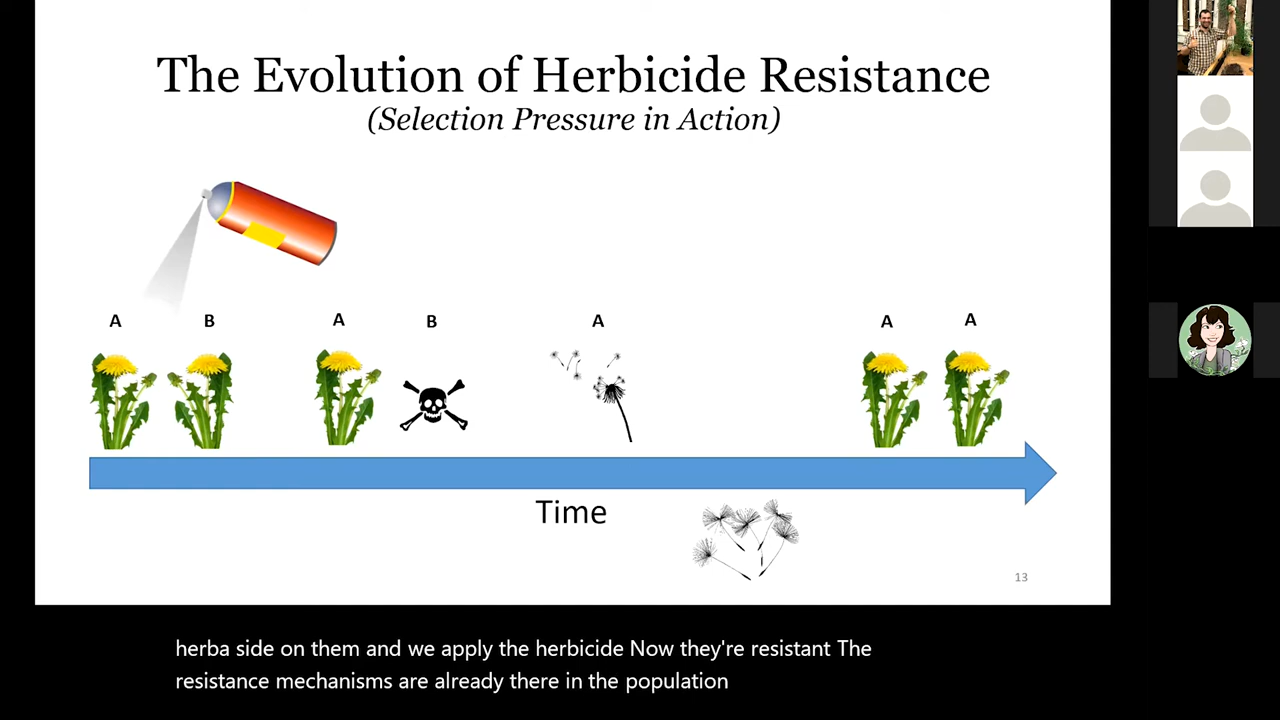 The Evolution of Herbicide Resistance
(Selection Pressure in Action)
A B A B A A A
Time
13
herba side on them and we apply the herbicide Now they're resistant The
resistance mechanisms are already there in the population